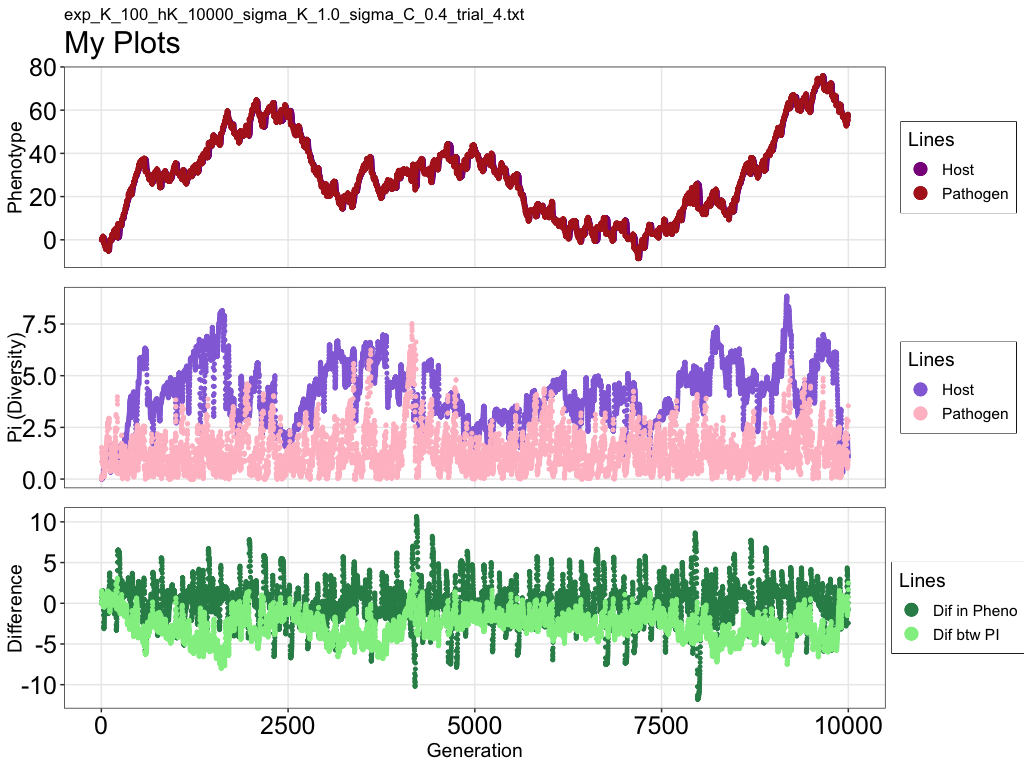 exp_K_100_hK_10000_sigma_K_1.0_sigma_C_0.4_trial_4.txt
My Plots
Phenotype
80
60
40
20
0
Lines
Host
Pathogen
Pi (Diversity)
7.5
5.0
2.5
0.0
Lines
Host
Pathogen
Difference
10
5
0
-5
-10
Lines
Dif in Pheno
Dif btw PI
0 2500 5000 7500 10000
Generation